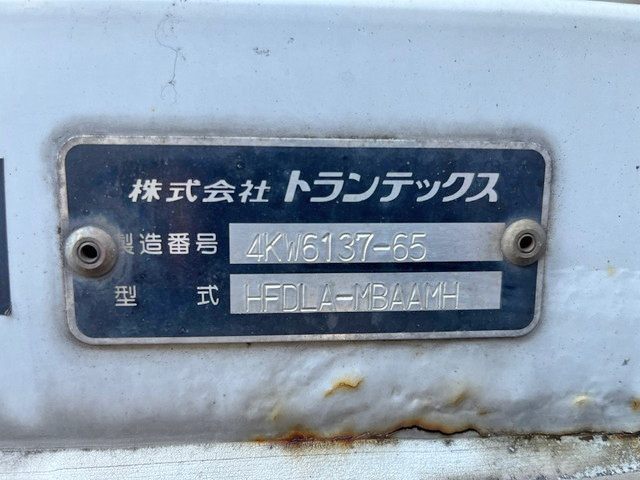 株式会社 トランテックス
製造番号 4KW6137-65
型 式 HFDLA-MBAAMH